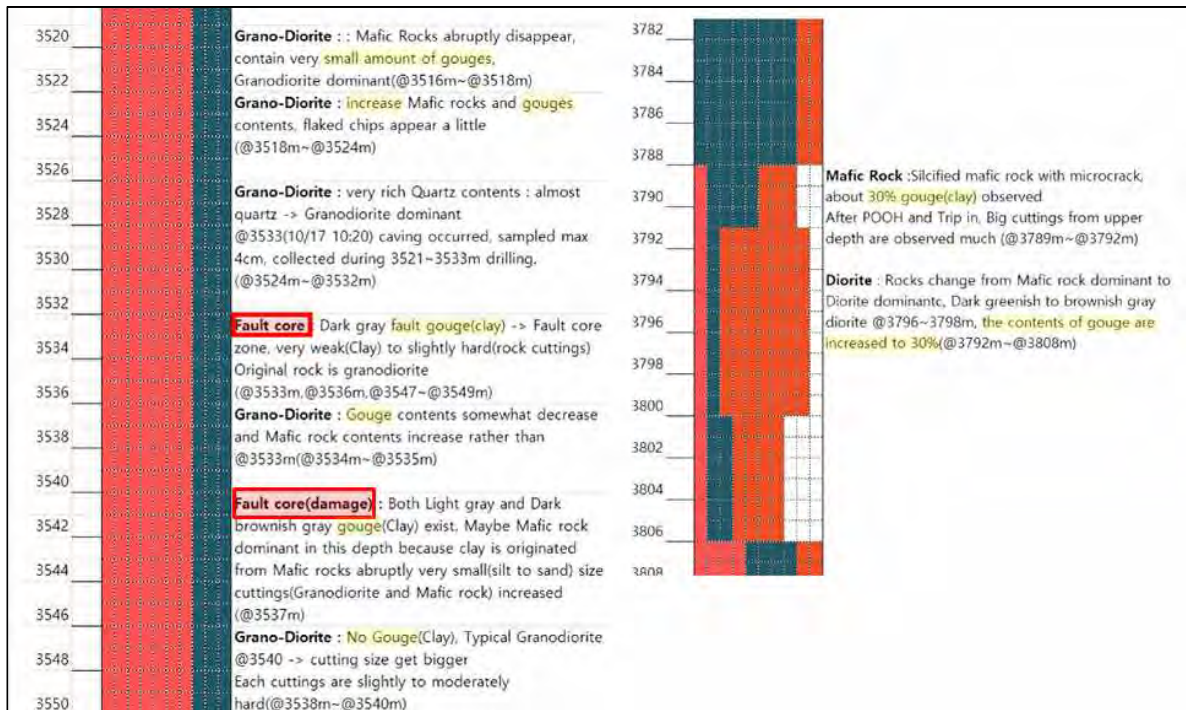 3520
3522
3524
3526
3528
3530
3532
3534
3536
3538
3540
3542
3544
3546
3548
3550
Grano-Diorite : : Mafic Rocks abruptly disappear,
contain very small amount of gouges,
Granodiorite dominant(@3516m~@3518m)
Grano-Diorite : increase Mafic rocks and gouges
contents, flaked chips appear a little
(@3518m~@3524m)
Grano-Diorite : very rich Quartz contents : almost
quartz -> Granodiorite dominant
@3533(10/17 10:20) caving occurred, sampled max
4cm, collected during 3521~3533m drilling.
(@3524m~@3532m)
Fault core : Dark gray fault gouge(clay) -> Fault core
zone, very weak(Clay) to slightly hard(rock cuttings)
Original rock is granodiorite
(@3533m,@3536m,@3547~@3549m)
Grano-Diorite : Gouge contents somewhat decrease
and Mafic rock contents increase rather than
@3533m(@3534m~@3535m)
Fault core(damage) : Both Light gray and Dark
brownish gray gouge(Clay) exist. Maybe Mafic rock
dominant in this depth because clay is originated
from Mafic rocks abruptly very small(silt to sand) size
cuttings(Granodiorite and Mafic rock) increased
(@3537m)
Grano-Diorite : No Gouge(Clay), Typical Granodiorite
@3540 -> cutting size get bigger
Each cuttings are slightly to moderately
hard(@3538m~@3540m)
3782
3784
3786
3788
3790
3792
3794
3796
3798
3800
3802
3804
3806
3808
Mafic Rock :Silcified mafic rock with microcrack,
about 30% gouge(clay) observed
After POOH and Trip in, Big cuttings from upper
depth are observed much (@3789m~@3792m)
Diorite : Rocks change from Mafic rock dominant to
Diorite dominantc, Dark greenish to brownish gray
diorite @3796~3798m, the contents of gouge are
increased to 30%(@3792m~@3808m)